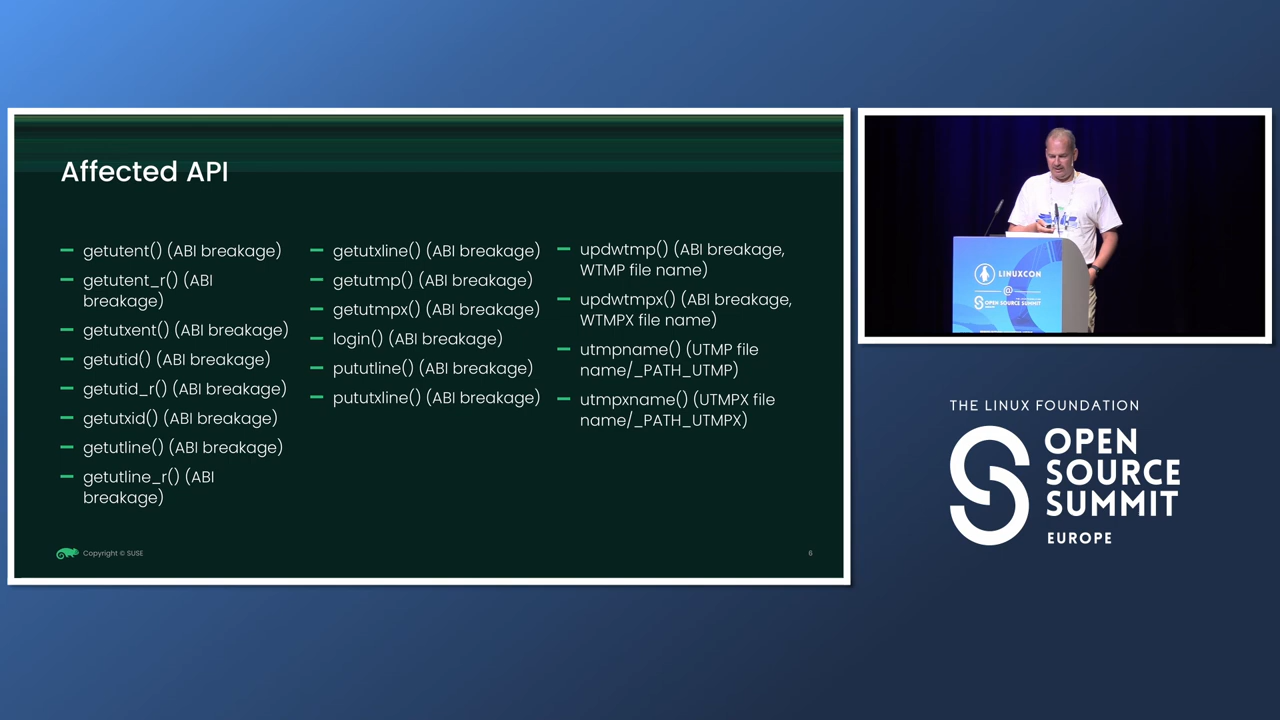 Affected API
getutent() (ABI breakage)
getutent_r() (ABI
breakage)
getutxent() (ABI breakage)
getutid() (ABI breakage)
getutid_r() (ABI breakage)
getutxid() (ABI breakage)
getutline() (ABI breakage)
getutline_r() (ABI
breakage)
getutxline() (ABI breakage)
getutmp() (ABI breakage)
getutmpx() (ABI breakage)
login() (ABI breakage)
pututline() (ABI breakage)
pututxline() (ABI breakage)
updwtmp() (ABI breakage,
WTMP file name)
updwtmpx() (ABI breakage,
WTMPX file name)
utmpname() (UTMP file
name/_PATH_UTMP)
utmpxname() (UTMPX file
name/_PATH_UTMPX)
Copyright © SUSE
6
LINUXCON
@
OPEN SOURCE SUMMIT
THE LINUX FOUNDATION
OPEN
SOURCE
SUMMIT
EUROPE